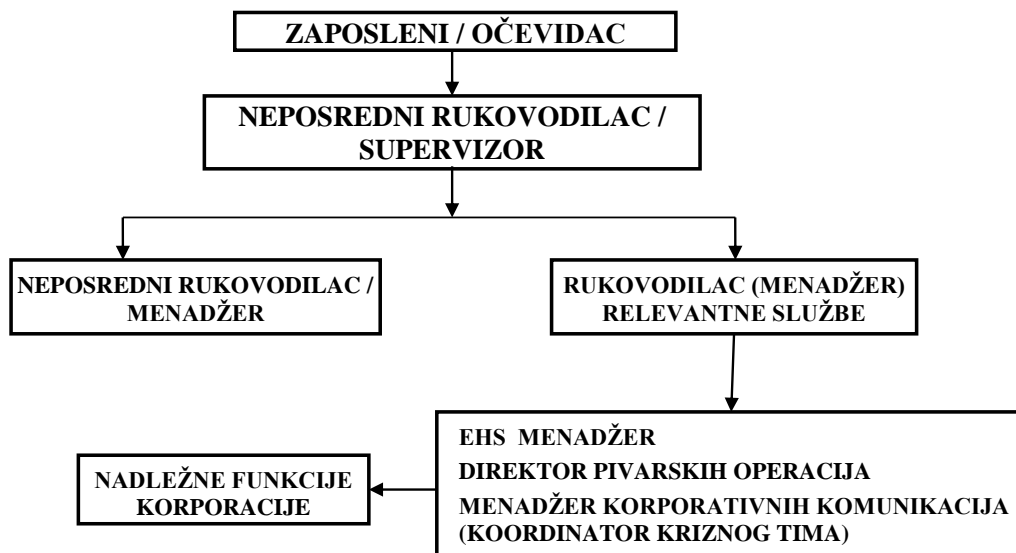 ZAPOSLENI / OČEVIDAC
NEPOSREDNI RUKOVODILAC /
SUPERVIZOR
NEPOSREDNI RUKOVODILAC /
MENADŽER
RUKOVODILAC (MENADŽER)
RELEVANTNE SLUŽBE
EHS MENADŽER
DIREKTOR PIVARSKIH OPERACIJA
MENADŽER KORPORATIVNIH KOMUNIKACIJA
(KOORDINATOR KRIZNOG TIMA)
NADLEŽNE FUNKCIJE
KORPORACIJE